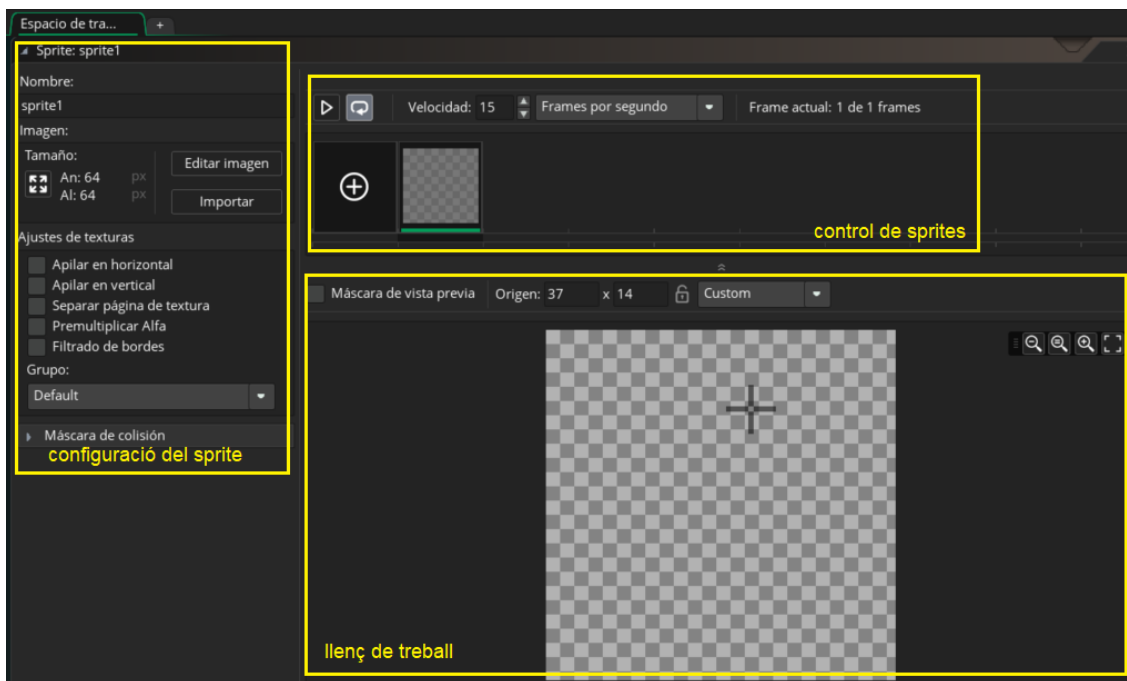 Espacio de tra...
+
Sprite: sprite1
Nombre:
sprite1
Imagen:
Tamaño:
An: 64 px
Al: 64 px
Editar imagen
Importar
Ajustes de texturas
Apilar en horizontal
Apilar en vertical
Separar página de textura
Premultiplicar Alfa
Filtrado de bordes
Grupo:
Default
Máscara de colisión
configuració del sprite
Velocidad: 15 Frames por segundo Frame actual: 1 de 1 frames
control de sprites
Máscara de vista previa Origen: 37 x 14 Custom
llenç de treball